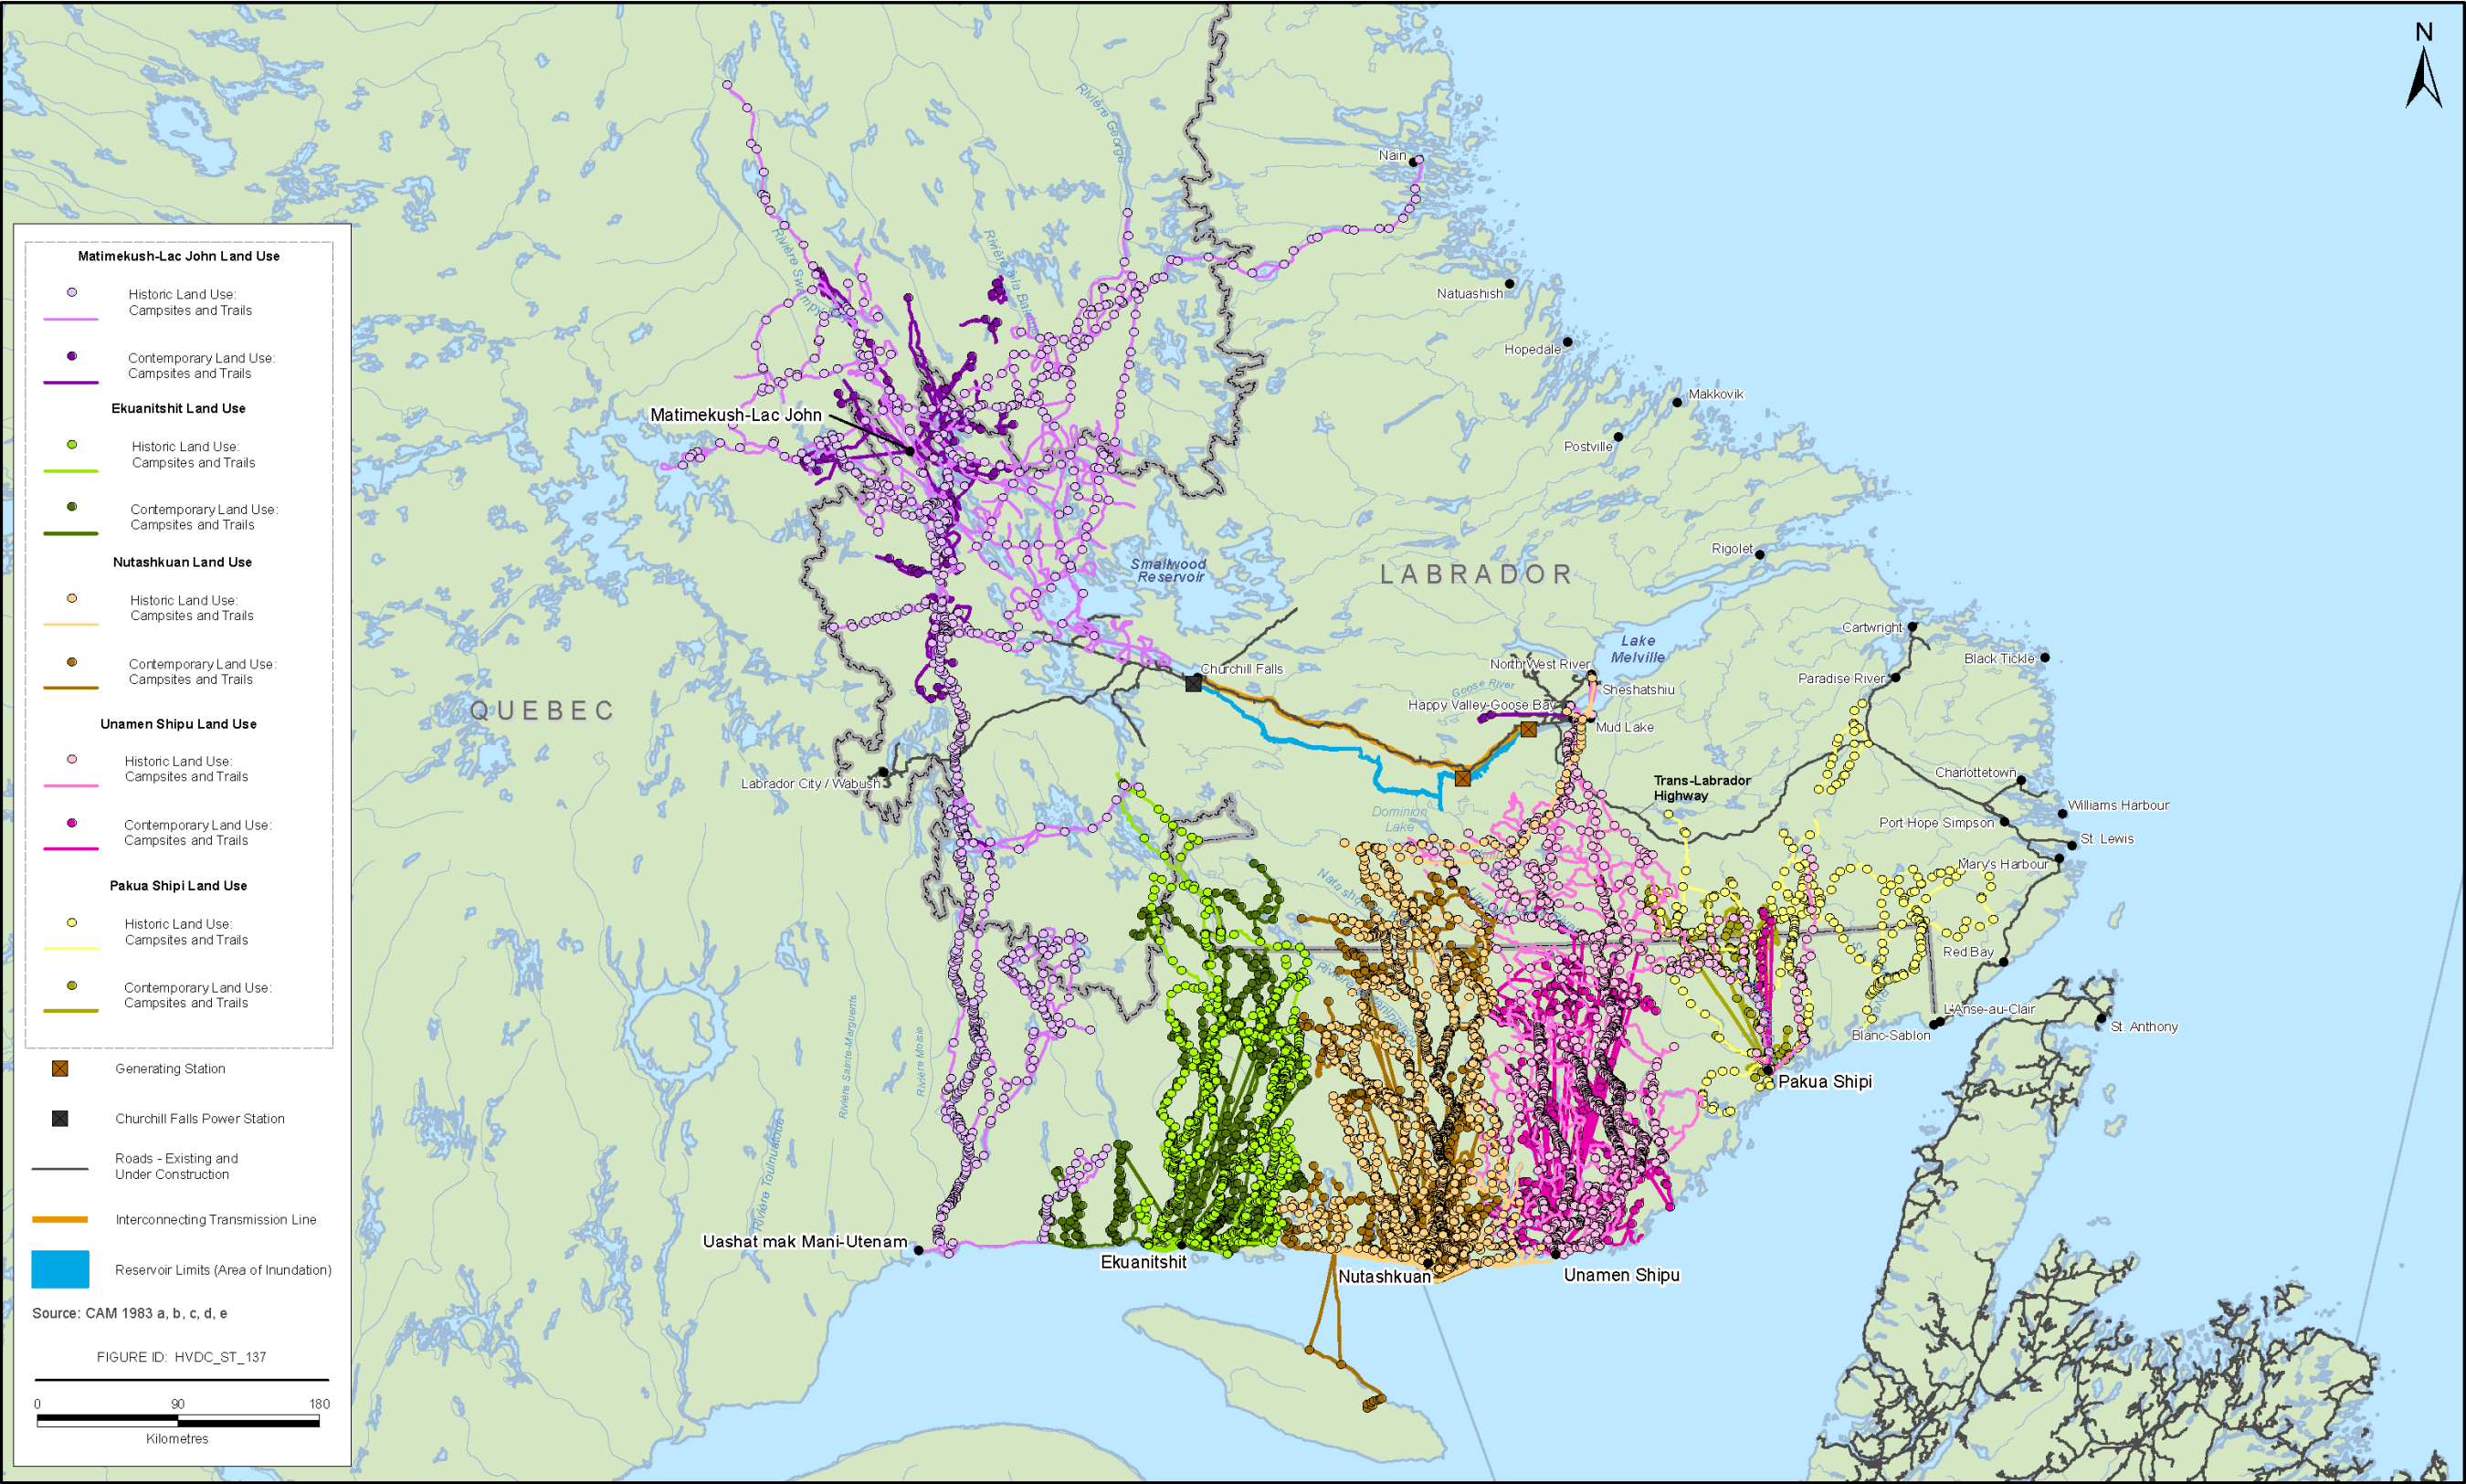 N
Rivière George
Nain
Natuashish
Hopedale
Makkovik
Postville
Rigolet
Matimekush-Lac John
Smallwood
Reservoir
LABRADOR
QUEBEC
Lake
Melville
Cartwright
Black Tickle
Paradise River
North West River
Sheshatshiu
Churchill Falls
Goose River
Happy Valley-Goose Bay
Mud Lake
Labrador City / Wabush
Trans-Labrador
Highway
Charlottetown
Williams Harbour
Port Hope Simpson
St. Lewis
Mary's Harbour
Dominion
Lake
Red Bay
L'Anse-au-Clair
Blanc-Sablon
St. Anthony
Pakua Shipi
Rivière Sainte-Marguerite
Rivière Moisie
Rivière Toulnustouc
Uashat mak Mani-Utenam
Ekuanitshit
Nutashkuan
Unamen Shipu
Matimekush-Lac John Land Use
Historic Land Use:
Campsites and Trails
Contemporary Land Use:
Campsites and Trails
Ekuanitshit Land Use
Historic Land Use:
Campsites and Trails
Contemporary Land Use:
Campsites and Trails
Nutashkuan Land Use
Historic Land Use:
Campsites and Trails
Contemporary Land Use:
Campsites and Trails
Unamen Shipu Land Use
Historic Land Use:
Campsites and Trails
Contemporary Land Use:
Campsites and Trails
Pakua Shipi Land Use
Historic Land Use:
Campsites and Trails
Contemporary Land Use:
Campsites and Trails
Generating Station
Churchill Falls Power Station
Roads - Existing and
Under Construction
Interconnecting Transmission Line
Reservoir Limits (Area of Inundation)
Source: CAM 1983 a, b, c, d, e
FIGURE ID: HVDC_ST_137
0 90 180
Kilometres